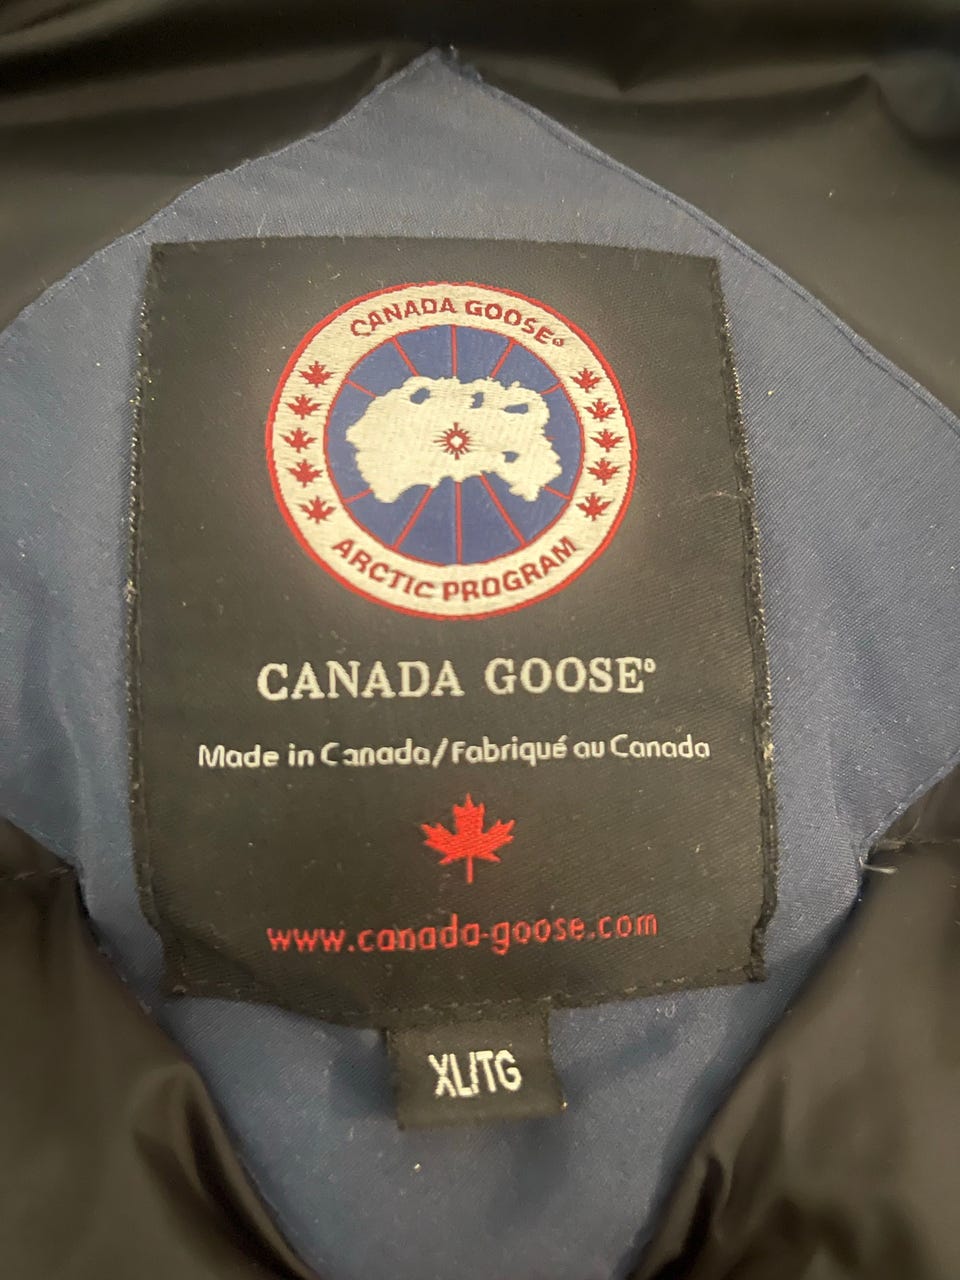 CANADA GOOSE®
ARCTIC PROGRAM
CANADA GOOSE®
Made in Canada/Fabriqué au Canada
www.canada-goose.com
XL/TG